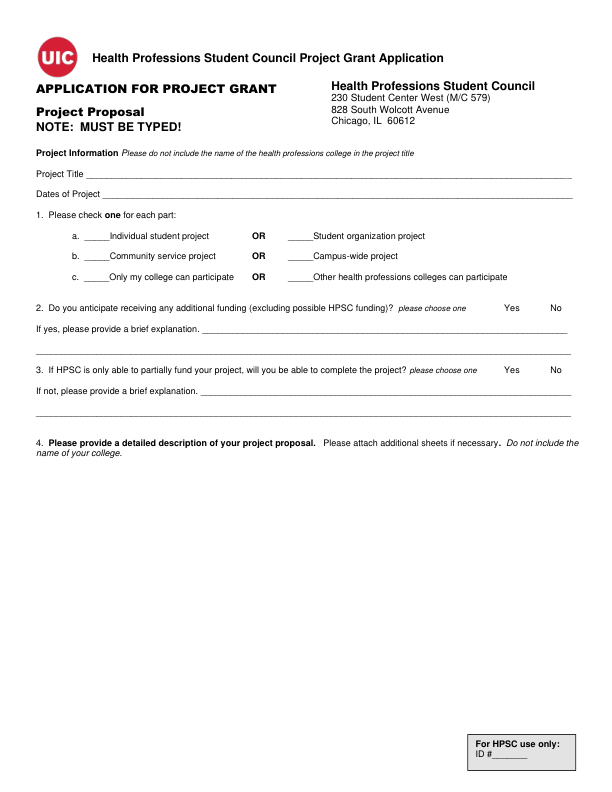 UIC
Health Professions Student Council Project Grant Application
APPLICATION FOR PROJECT GRANT
Project Proposal
NOTE:  MUST BE TYPED!
Health Professions Student Council
230 Student Center West (M/C 579)
828 South Wolcott Avenue
Chicago, IL  60612
Project Information Please do not include the name of the health professions college in the project title
Project Title ____________________
Dates of Project ____________________
1.  Please check one for each part:
a.  _____Individual student project OR _____Student organization project
b.  _____Community service project OR _____Campus-wide project
c.  _____Only my college can participate OR _____Other health professions colleges can participate
2.  Do you anticipate receiving any additional funding (excluding possible HPSC funding)?  please choose one Yes No
If yes, please provide a brief explanation. ____________________
____________________
3.  If HPSC is only able to partially fund your project, will you be able to complete the project? please choose one Yes No
If not, please provide a brief explanation. ____________________
____________________
4.  Please provide a detailed description of your project proposal.   Please attach additional sheets if necessary.  Do not include the
name of your college.
For HPSC use only:
ID #_______